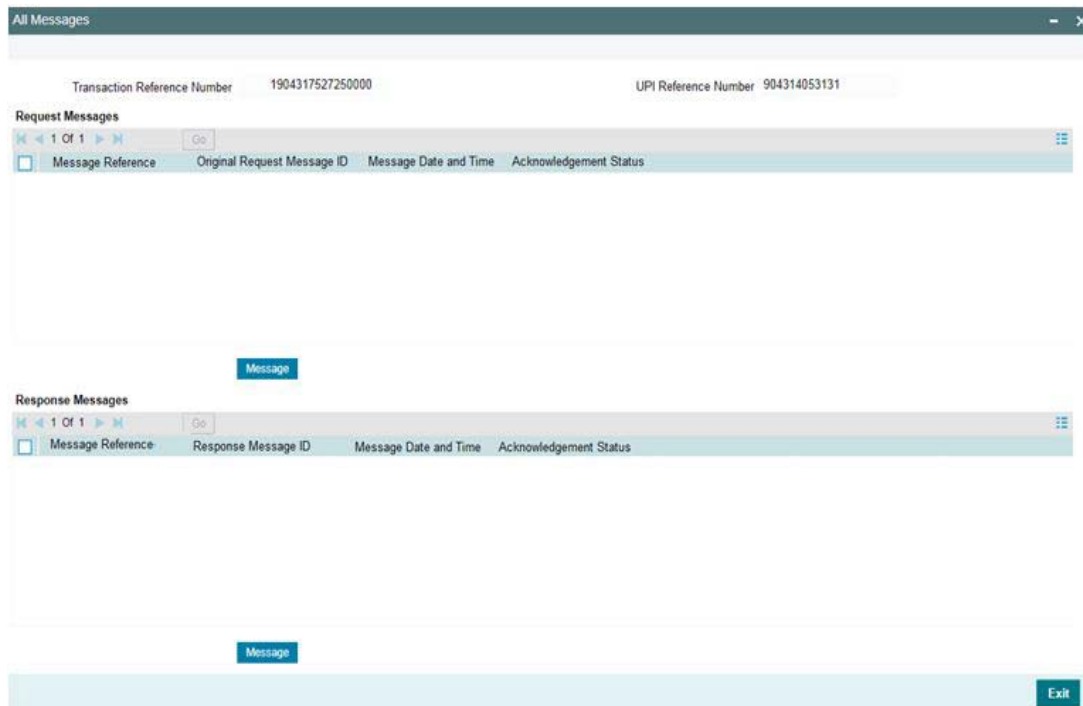 All Messages
Transaction Reference Number 1904317527250000 UPI Reference Number 904314053131
Request Messages
1 Of 1 Go
Message Reference Original Request Message ID Message Date and Time Acknowledgement Status
Message
Response Messages
1 Of 1 Go
Message Reference Response Message ID Message Date and Time Acknowledgement Status
Message
Exit